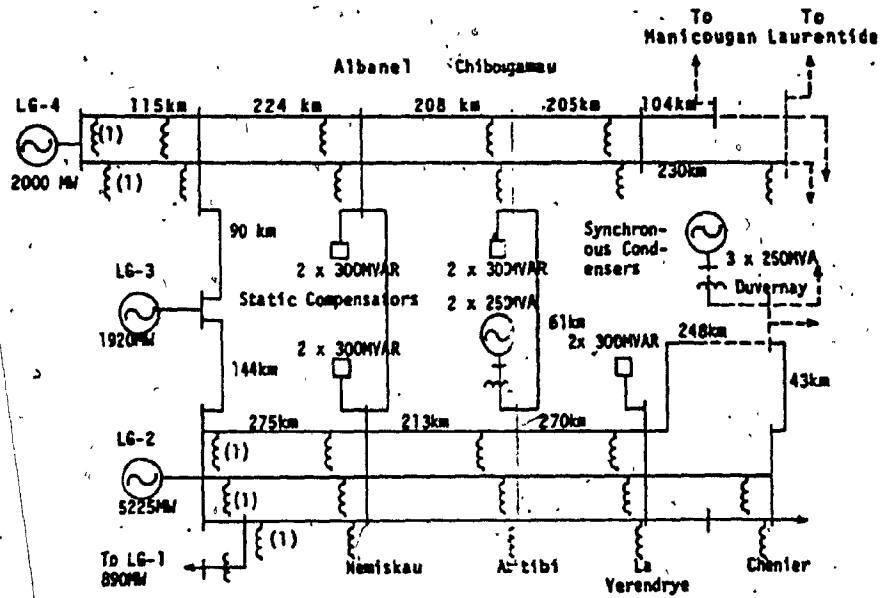 To
Manicougan
To
Laurentide
Albanel
Chibougamau
LG-4
115km
224 km
208 km
205km
104km
(1)
2000 MW
(1)
230km
90 km
Synchron-
ous Cond-
ensers
3 x 250MVA
Duvernay
LG-3
2 x 300MVAR
2 x 300MVAR
Static Compensators
2 x 250MVA
1920MW
61km
248km
2 x 300MVAR
2x 300MVAR
144km
43km
275km
213km
270km
LG-2
(1)
(1)
5225MW
(1)
To LG-1
890MW
Nemiskau
La
Verendrye
Chenier